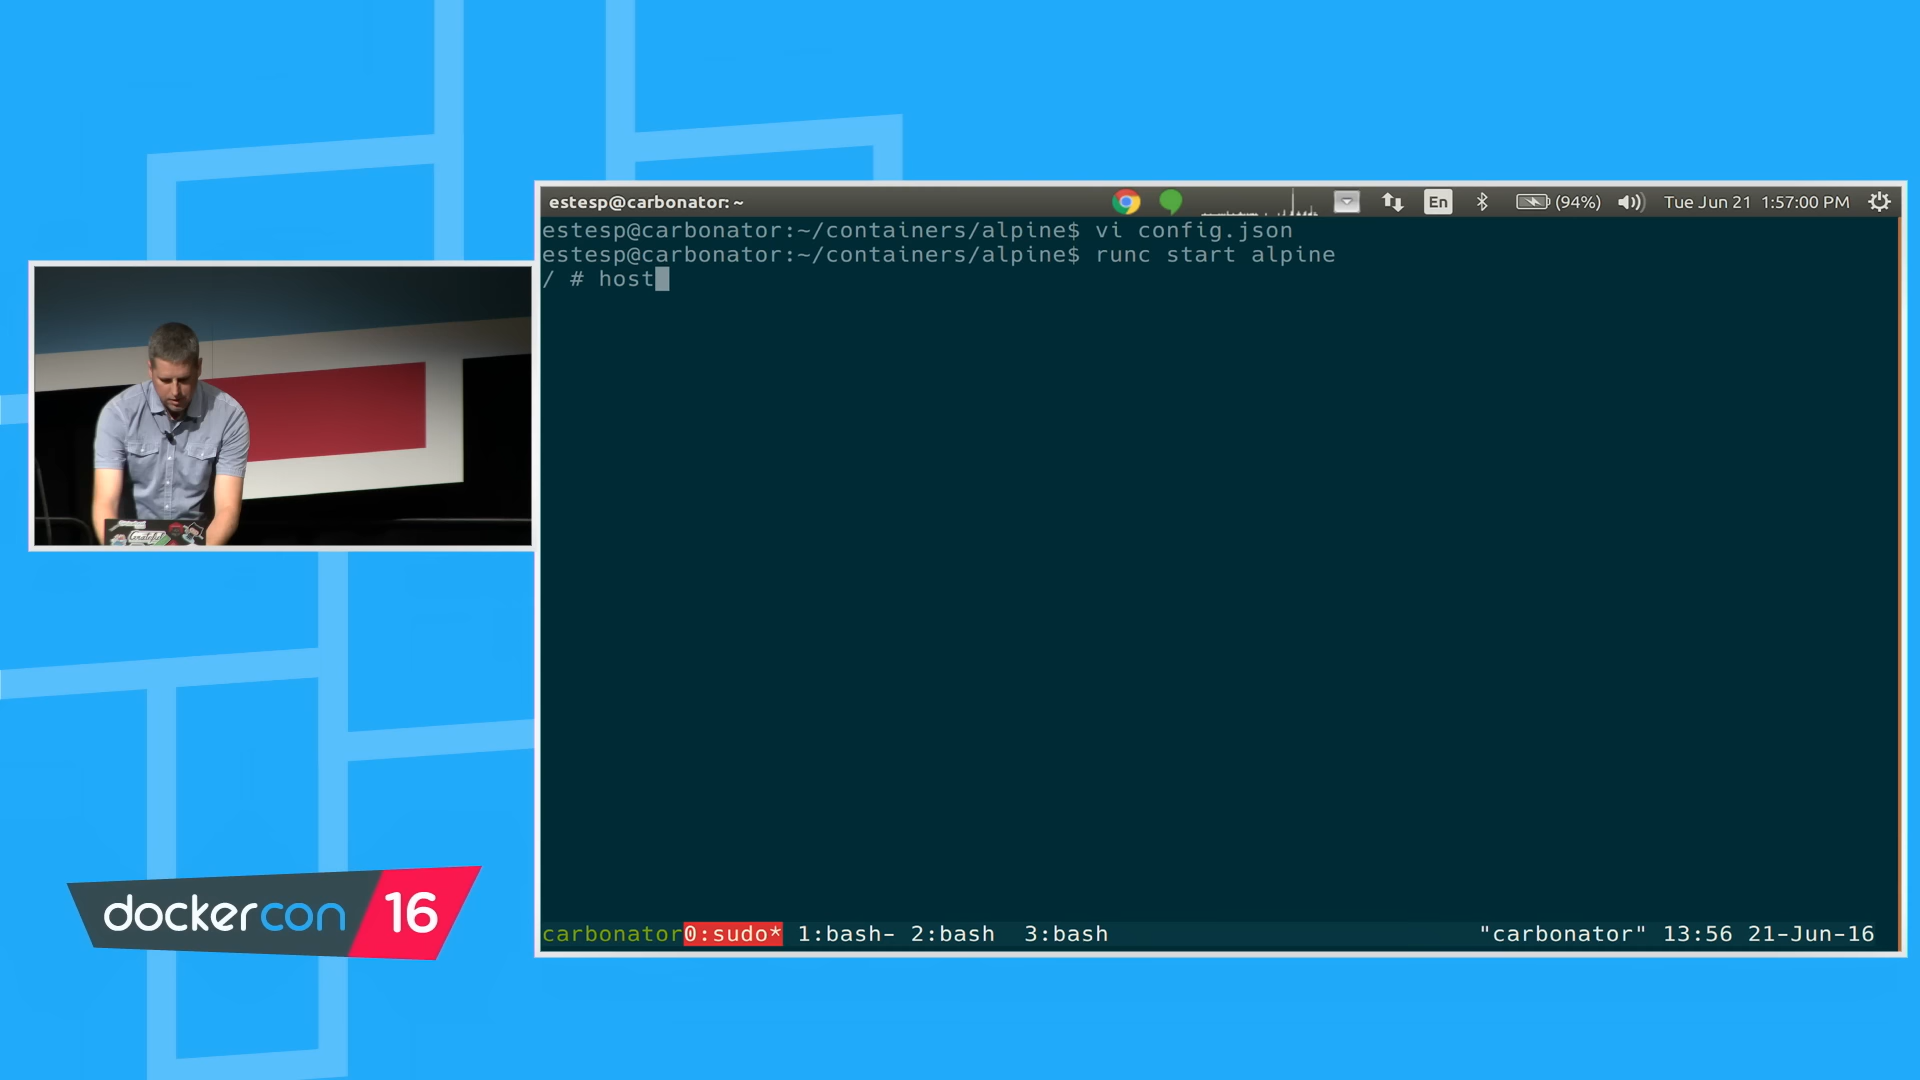 estesp@carbonator: ~
En
(94%)
Tue Jun 21 1:57:00 PM
estesp@carbonator:~/containers/alpine$ vi config.json
estesp@carbonator:~/containers/alpine$ runc start alpine
/ # host
Grateful
dockercon 16
carbonator0:sudo* 1:bash- 2:bash 3:bash
"carbonator" 13:56 21-Jun-16